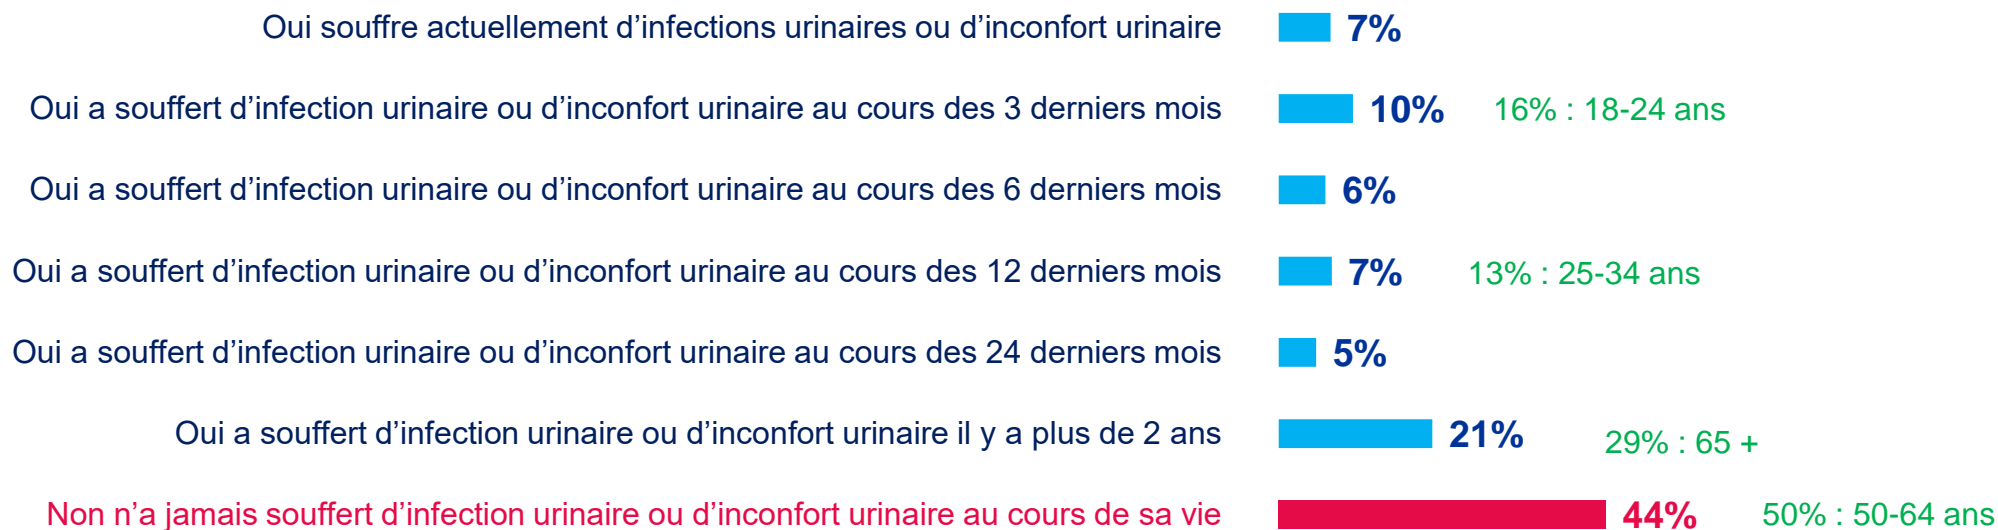 Oui souffre actuellement d’infections urinaires ou d’inconfort urinaire 7%
Oui a souffert d’infection urinaire ou d’inconfort urinaire au cours des 3 derniers mois 10% 16% : 18-24 ans
Oui a souffert d’infection urinaire ou d’inconfort urinaire au cours des 6 derniers mois 6%
Oui a souffert d’infection urinaire ou d’inconfort urinaire au cours des 12 derniers mois 7% 13% : 25-34 ans
Oui a souffert d’infection urinaire ou d’inconfort urinaire au cours des 24 derniers mois 5%
Oui a souffert d’infection urinaire ou d’inconfort urinaire il y a plus de 2 ans 21% 29% : 65 +
Non n’a jamais souffert d’infection urinaire ou d’inconfort urinaire au cours de sa vie 44% 50% : 50-64 ans